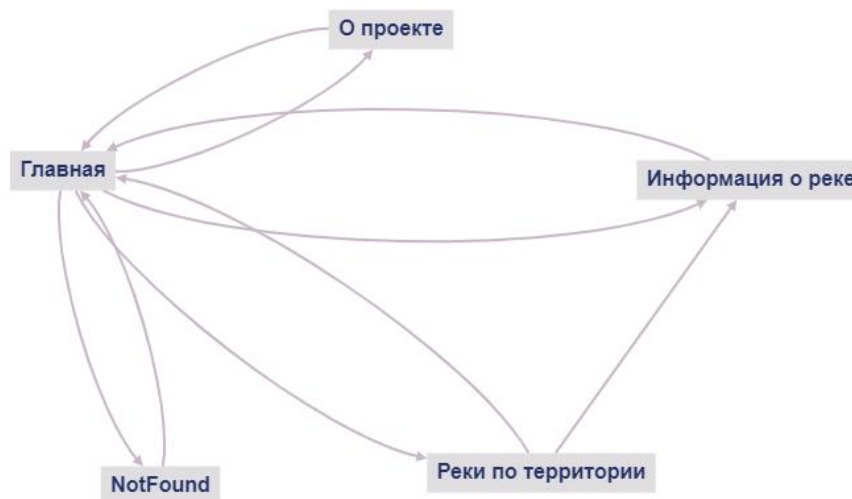 О проекте
Главная
Информация о реке
Реки по территории
NotFound